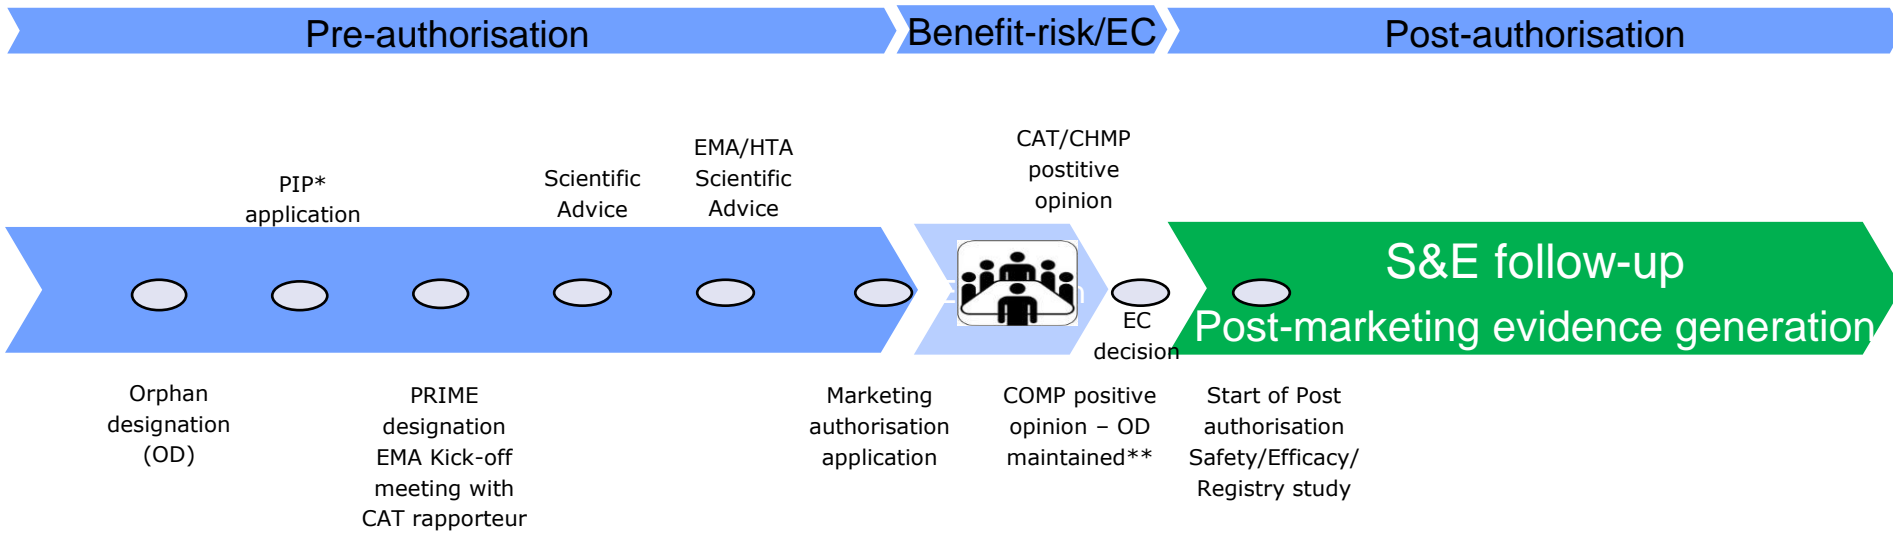 Pre-authorisation
Benefit-risk/EC
Post-authorisation
PIP*
application
Scientific
Advice
EMA/HTA
Scientific
Advice
CAT/CHMP
postitive
opinion
S&E follow-up
Post-marketing evidence generation
EC
decision
Orphan
designation
(OD)
PRIME
designation
EMA Kick-off
meeting with
CAT rapporteur
Marketing
authorisation
application
COMP positive
opinion – OD
maintained**
Start of Post
authorisation
Safety/Efficacy/
Registry study